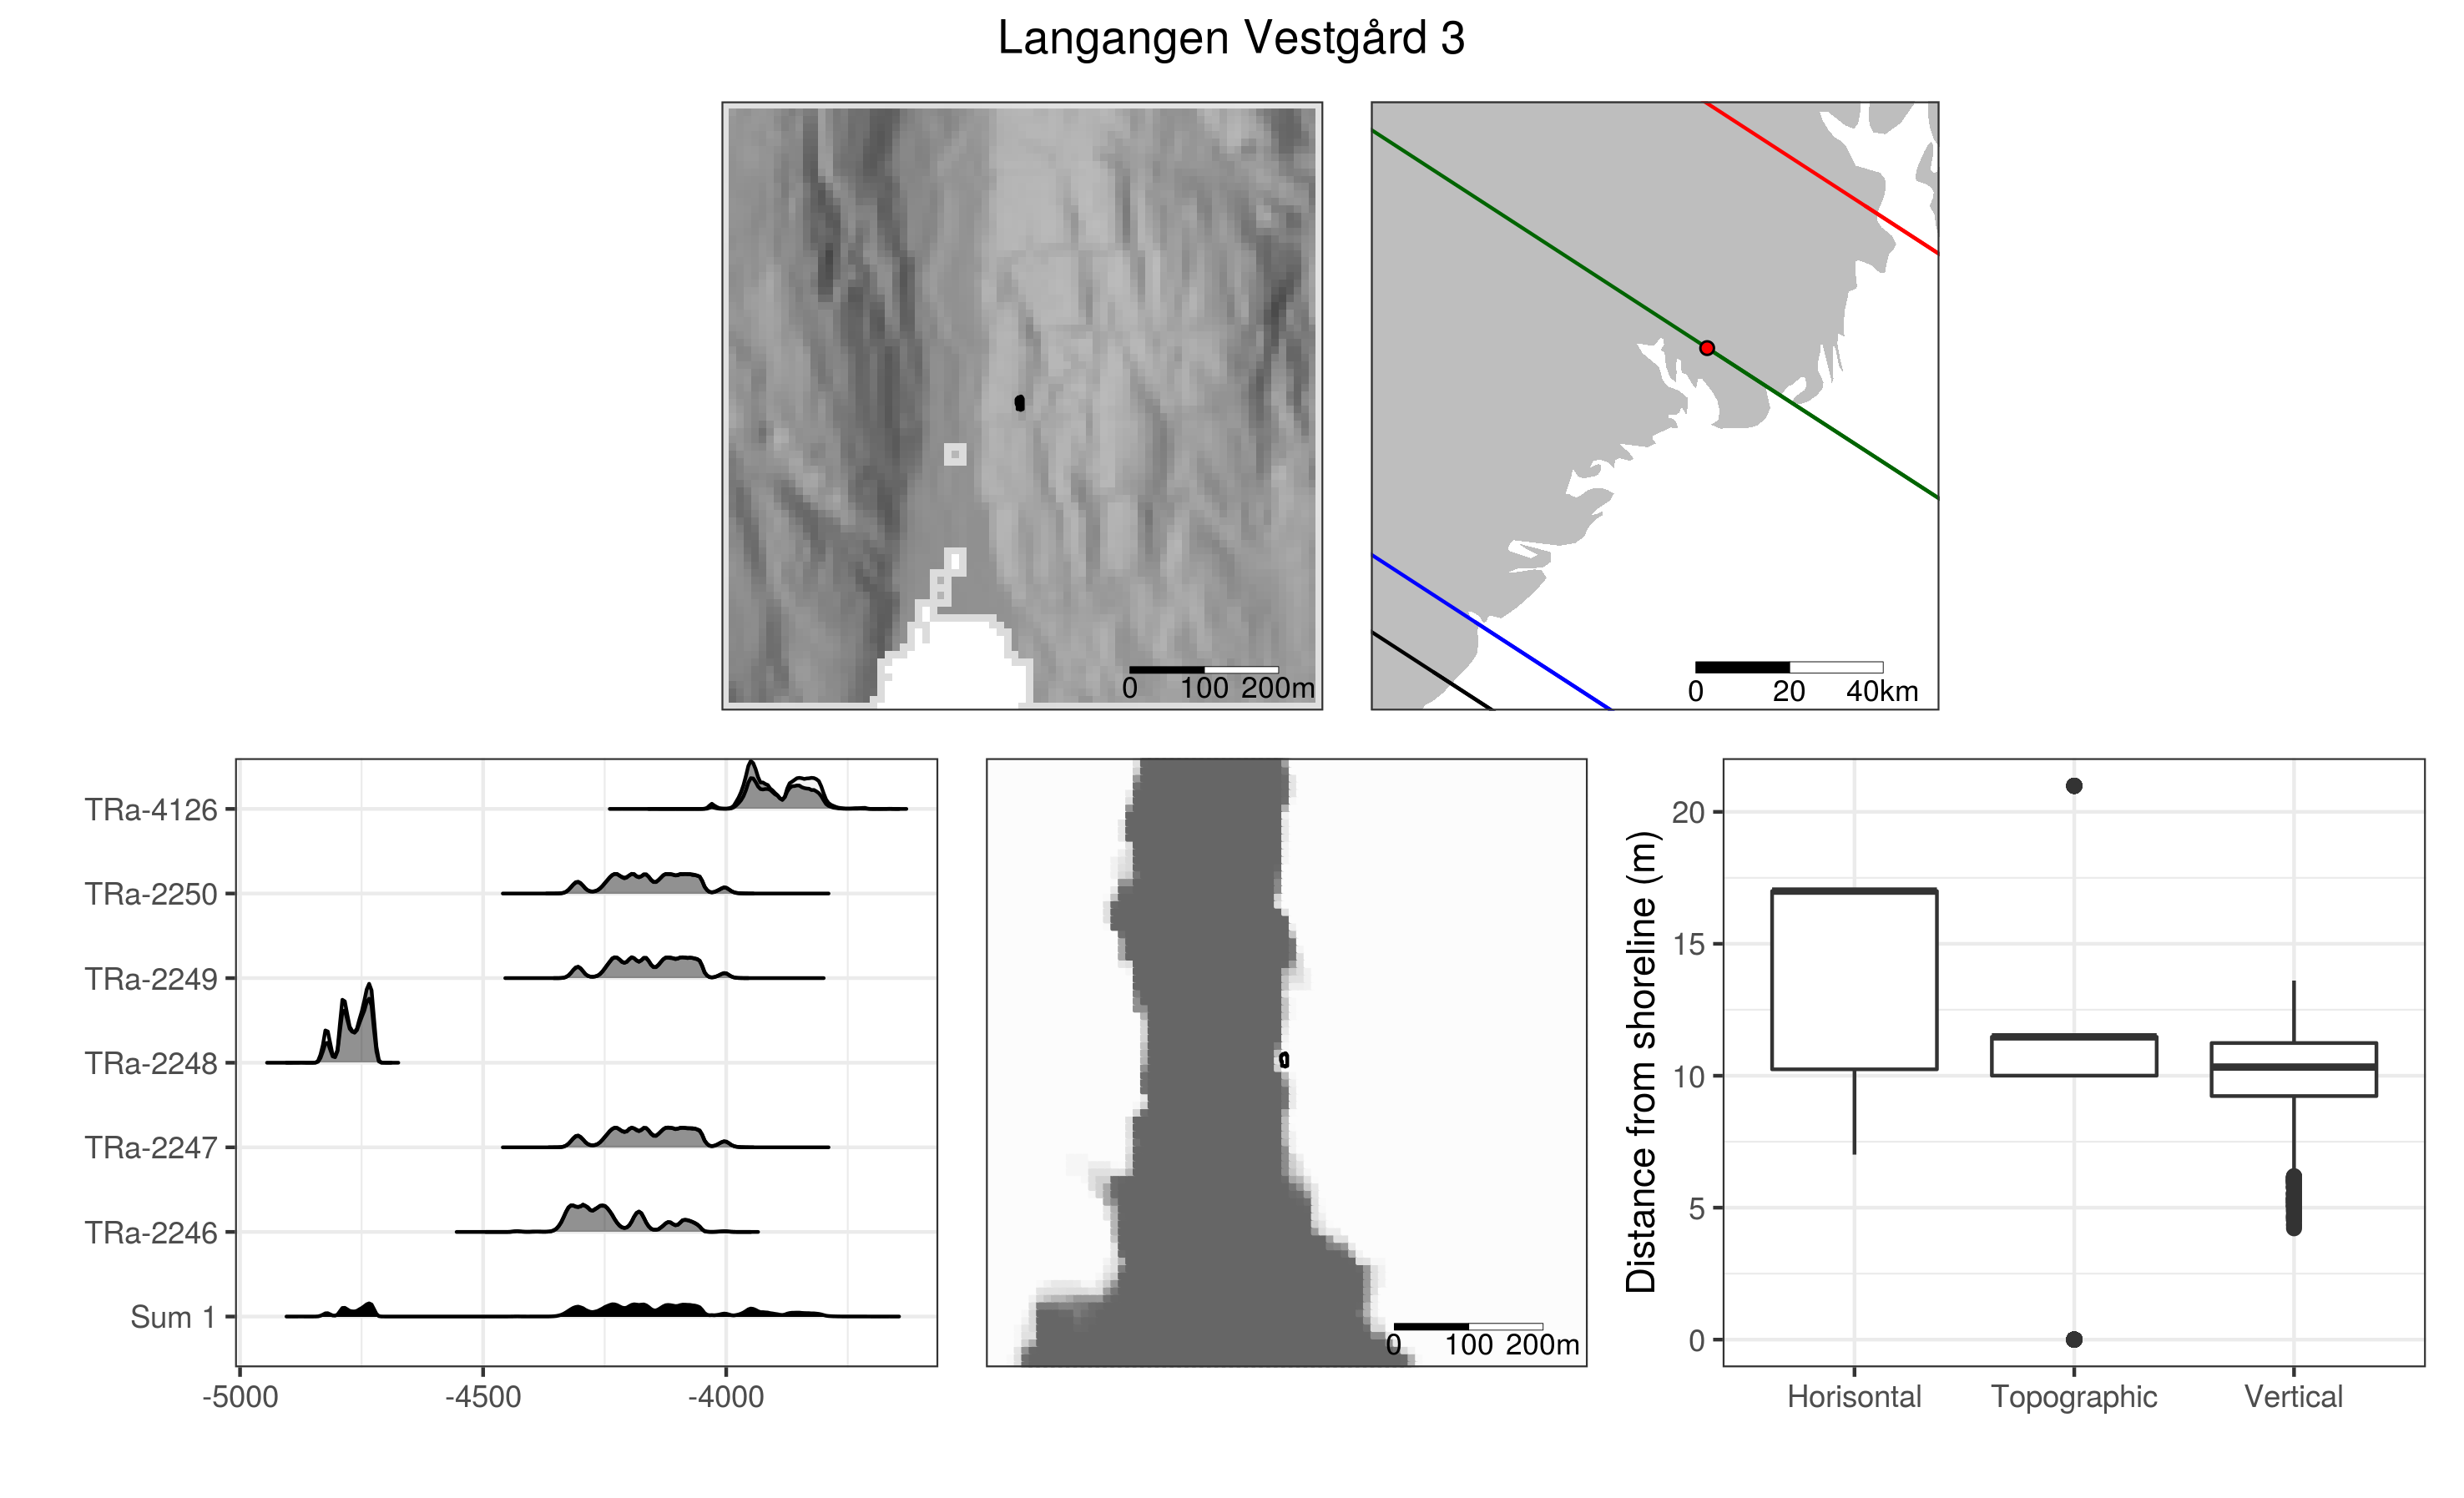 Langangen Vestgård 3
0 100 200m
0 20 40km
TRa-4126
TRa-2250
TRa-2249
TRa-2248
TRa-2247
TRa-2246
Sum 1
-5000 -4500 -4000
0 100 200m
Distance from shoreline (m)
20
15
10
5
0
Horisontal Topographic Vertical